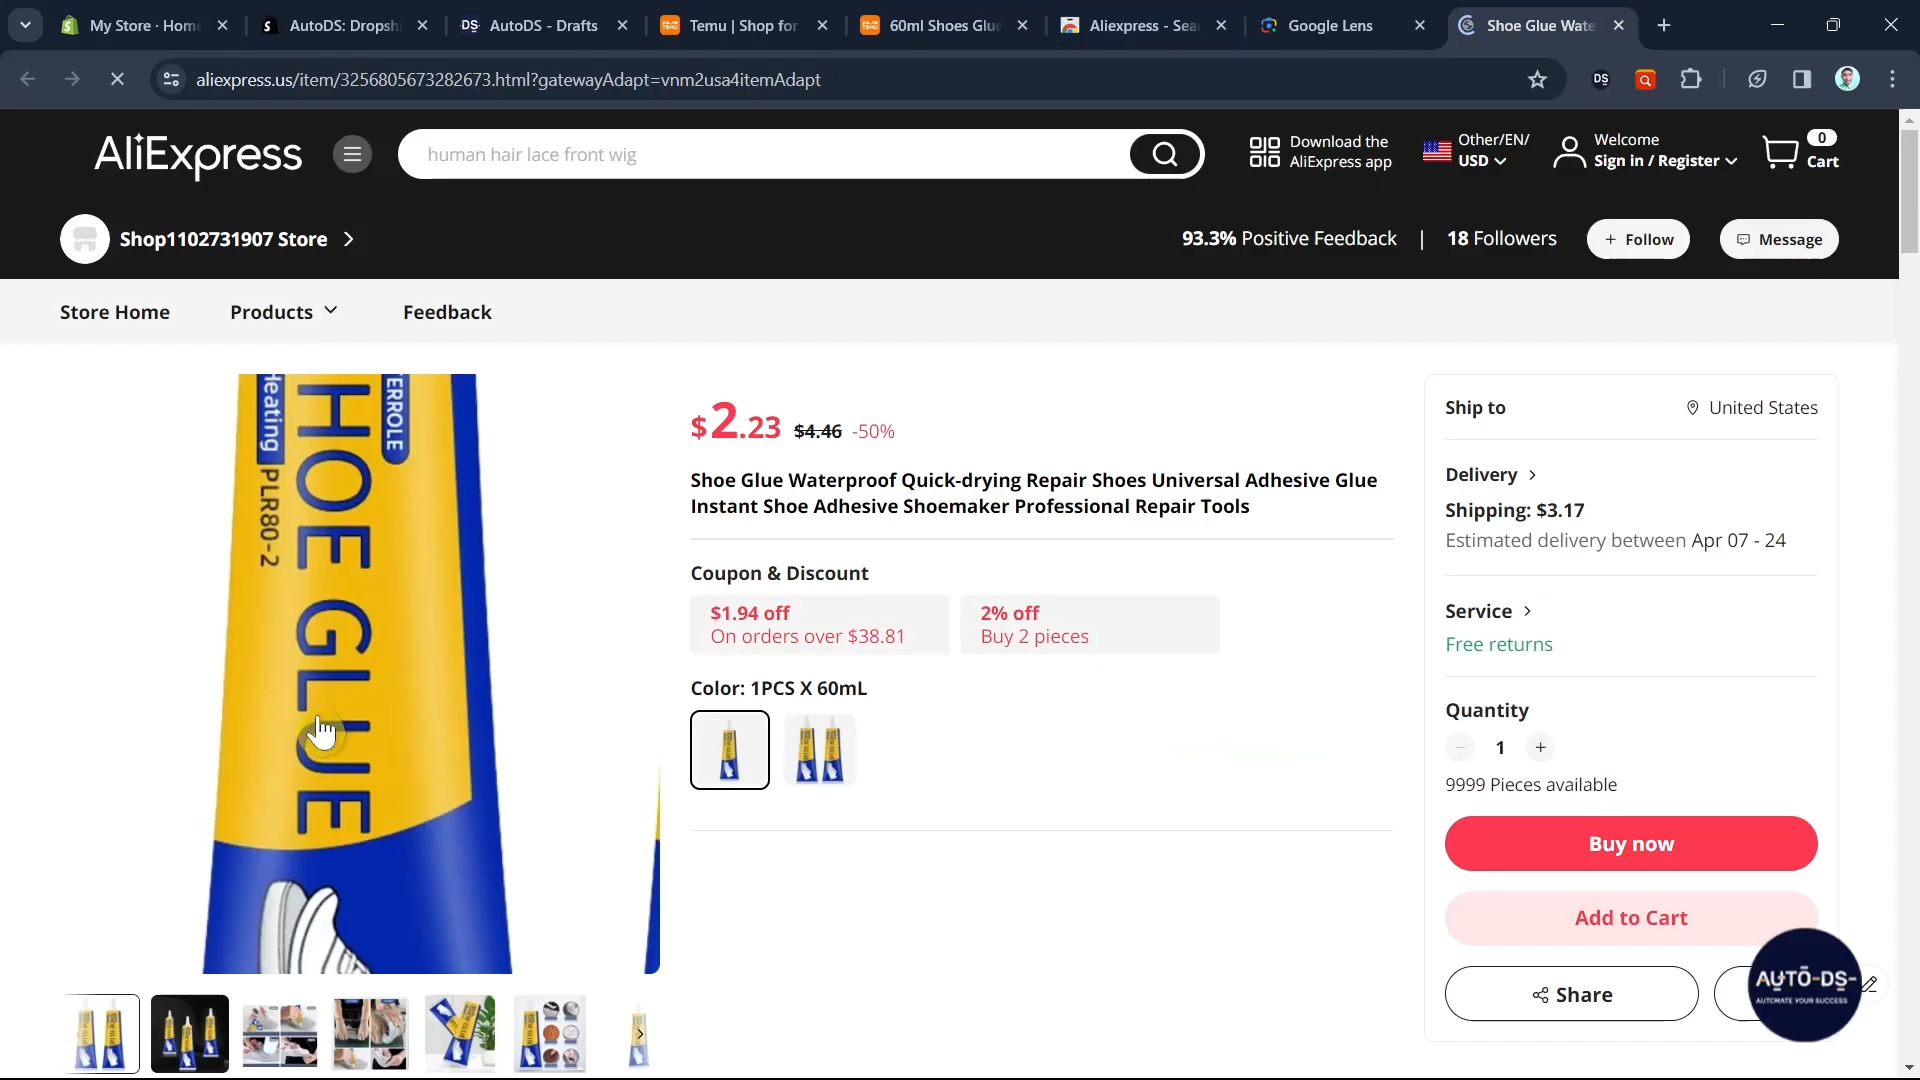 My Store · Home
AutoDS: Dropsh
DS AutoDS - Drafts
Temu | Shop for
60ml Shoes Glue
Aliexpress - Sea
Google Lens
Shoe Glue Wate
aliexpress.us/item/3256805673282673.html?gatewayAdapt=vnm2usa4itemAdapt
DS
AliExpress
human hair lace front wig
Download the
AliExpress app
Other/EN/
USD
Welcome
Sign in / Register
0
Cart
Shop1102731907 Store
93.3% Positive Feedback | 18 Followers
+ Follow
Message
Store Home
Products
Feedback
Heating PLR80-2
HOE GLUE
ERROLE
$2.23 $4.46 -50%
Shoe Glue Waterproof Quick-drying Repair Shoes Universal Adhesive Glue
Instant Shoe Adhesive Shoemaker Professional Repair Tools
Coupon & Discount
$1.94 off
On orders over $38.81
2% off
Buy 2 pieces
Color: 1PCS X 60mL
Ship to
United States
Delivery
Shipping: $3.17
Estimated delivery between Apr 07 - 24
Service
Free returns
Quantity
− 1 +
9999 Pieces available
Buy now
Add to Cart
Share
AUTŌ-DS-
AUTOMATE YOUR SUCCESS